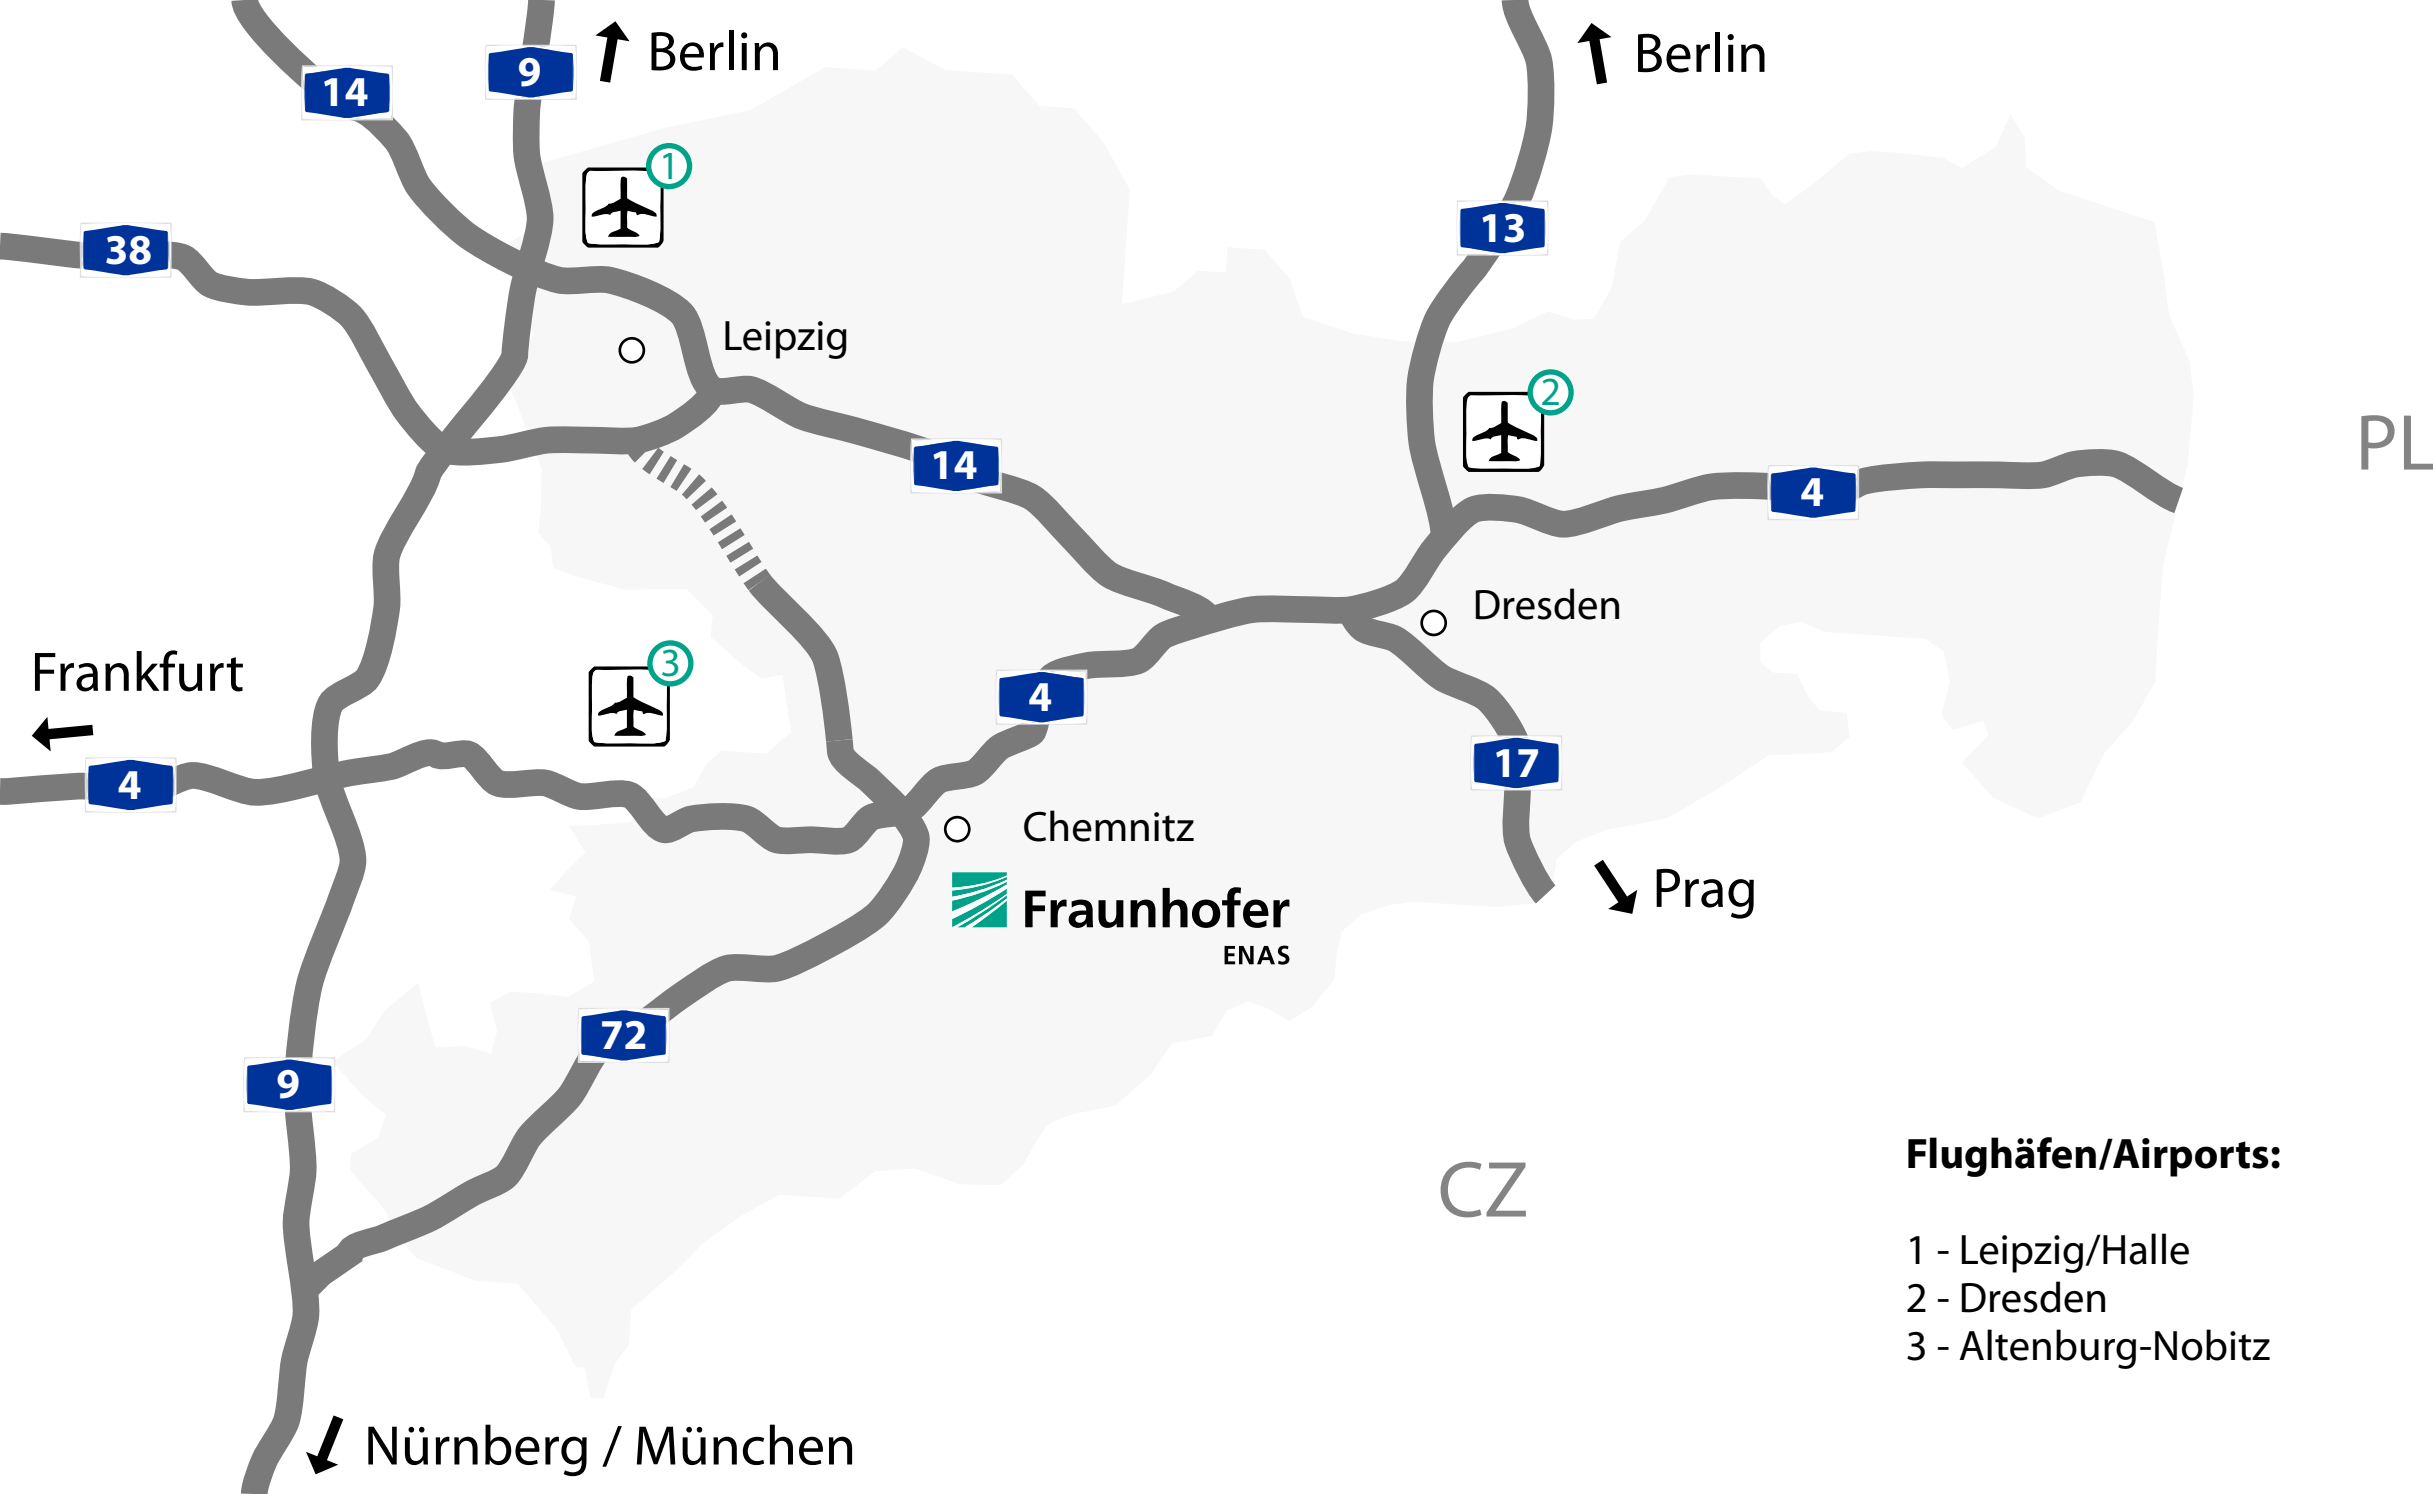 Berlin
Berlin
9
14
1
13
38
Leipzig
2
PL
14
4
Dresden
3
Frankfurt
4
17
4
Chemnitz
Prag
Fraunhofer
ENAS
72
9
Flughäfen/Airports:
CZ
1 - Leipzig/Halle
2 - Dresden
3 - Altenburg-Nobitz
Nürnberg / München